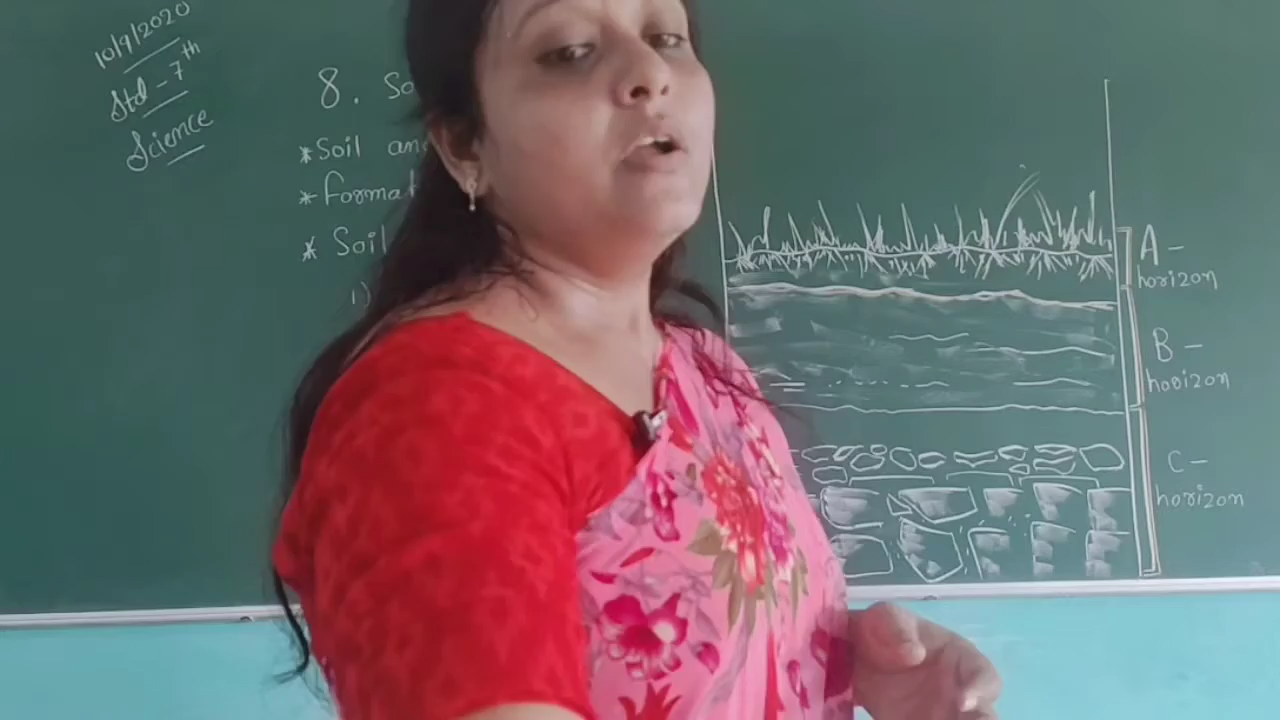 10/9/2020
Std - 7th
Science
8. So
* Soil and
* Format
* Soil
1)
A -
horizon
B -
horizon
C -
horizon